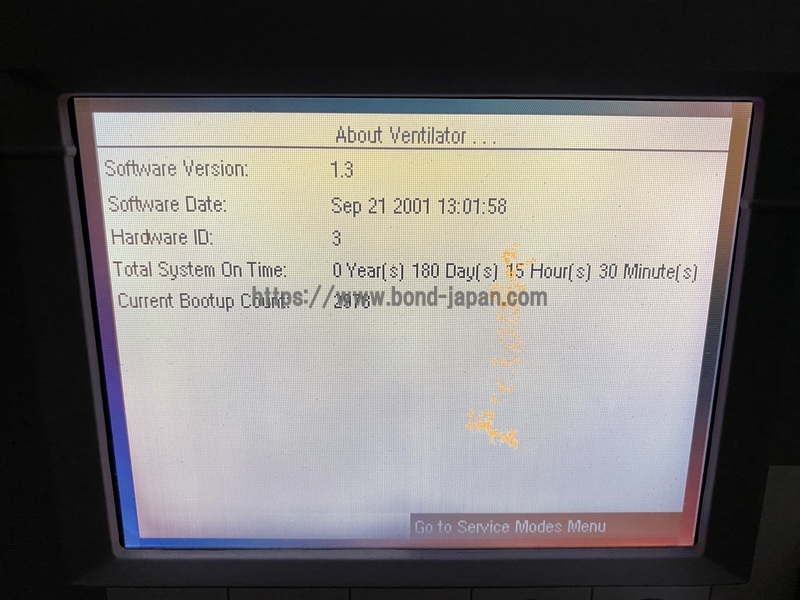 About Ventilator . . .
Software Version: 1.3
Software Date: Sep 21 2001 13:01:58
Hardware ID: 3
Total System On Time: 0 Year(s) 180 Day(s) 15 Hour(s) 30 Minute(s)
Current Bootup Count:
https://www.bond-japan.com
Go to Service Modes Menu